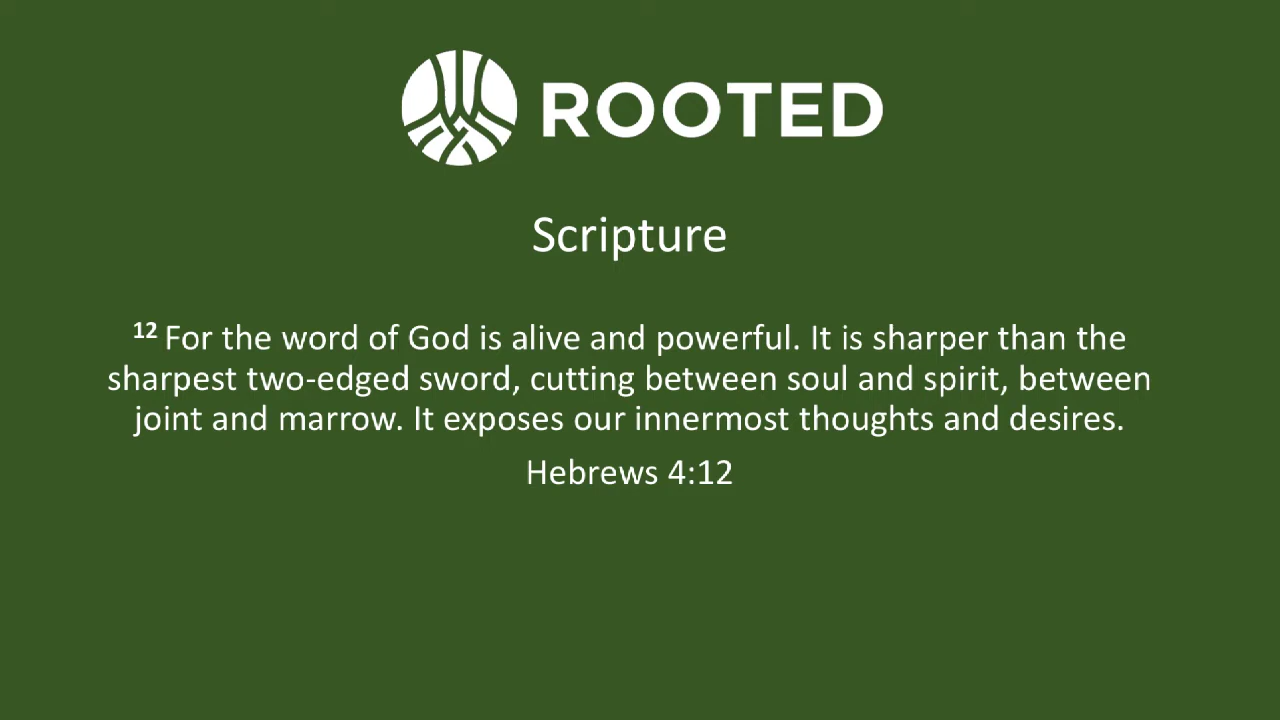 ROOTED
Scripture
12 For the word of God is alive and powerful. It is sharper than the
sharpest two-edged sword, cutting between soul and spirit, between
joint and marrow. It exposes our innermost thoughts and desires.
Hebrews 4:12